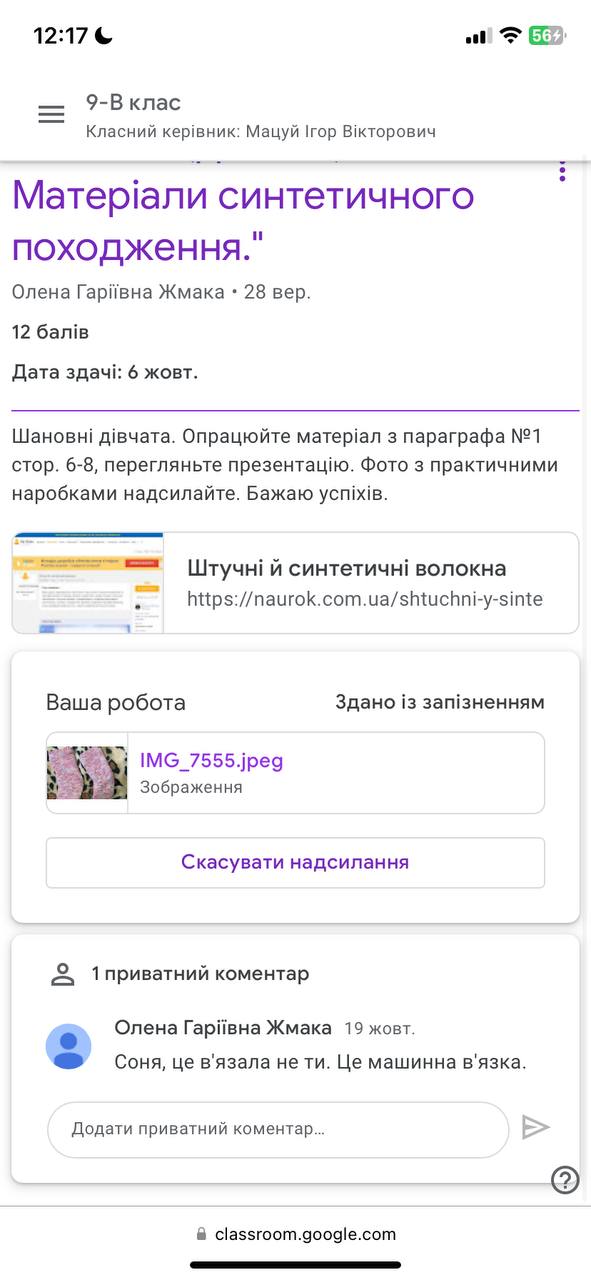 12:17
56
9-В клас
Класний керівник: Мацуй Ігор Вікторович
Матеріали синтетичного
походження."
Олена Гаріївна Жмака • 28 вер.
12 балів
Дата здачі: 6 жовт.
Шановні дівчата. Опрацюйте матеріал з параграфа №1
стор. 6-8, перегляньте презентацію. Фото з практичними
наробками надсилайте. Бажаю успіхів.
Штучні й синтетичні волокна
https://naurok.com.ua/shtuchni-y-sinte
Ваша робота
Здано із запізненням
IMG_7555.jpeg
Зображення
Скасувати надсилання
1 приватний коментар
Олена Гаріївна Жмака 19 жовт.
Соня, це в'язала не ти. Це машинна в'язка.
Додати приватний коментар...
classroom.google.com